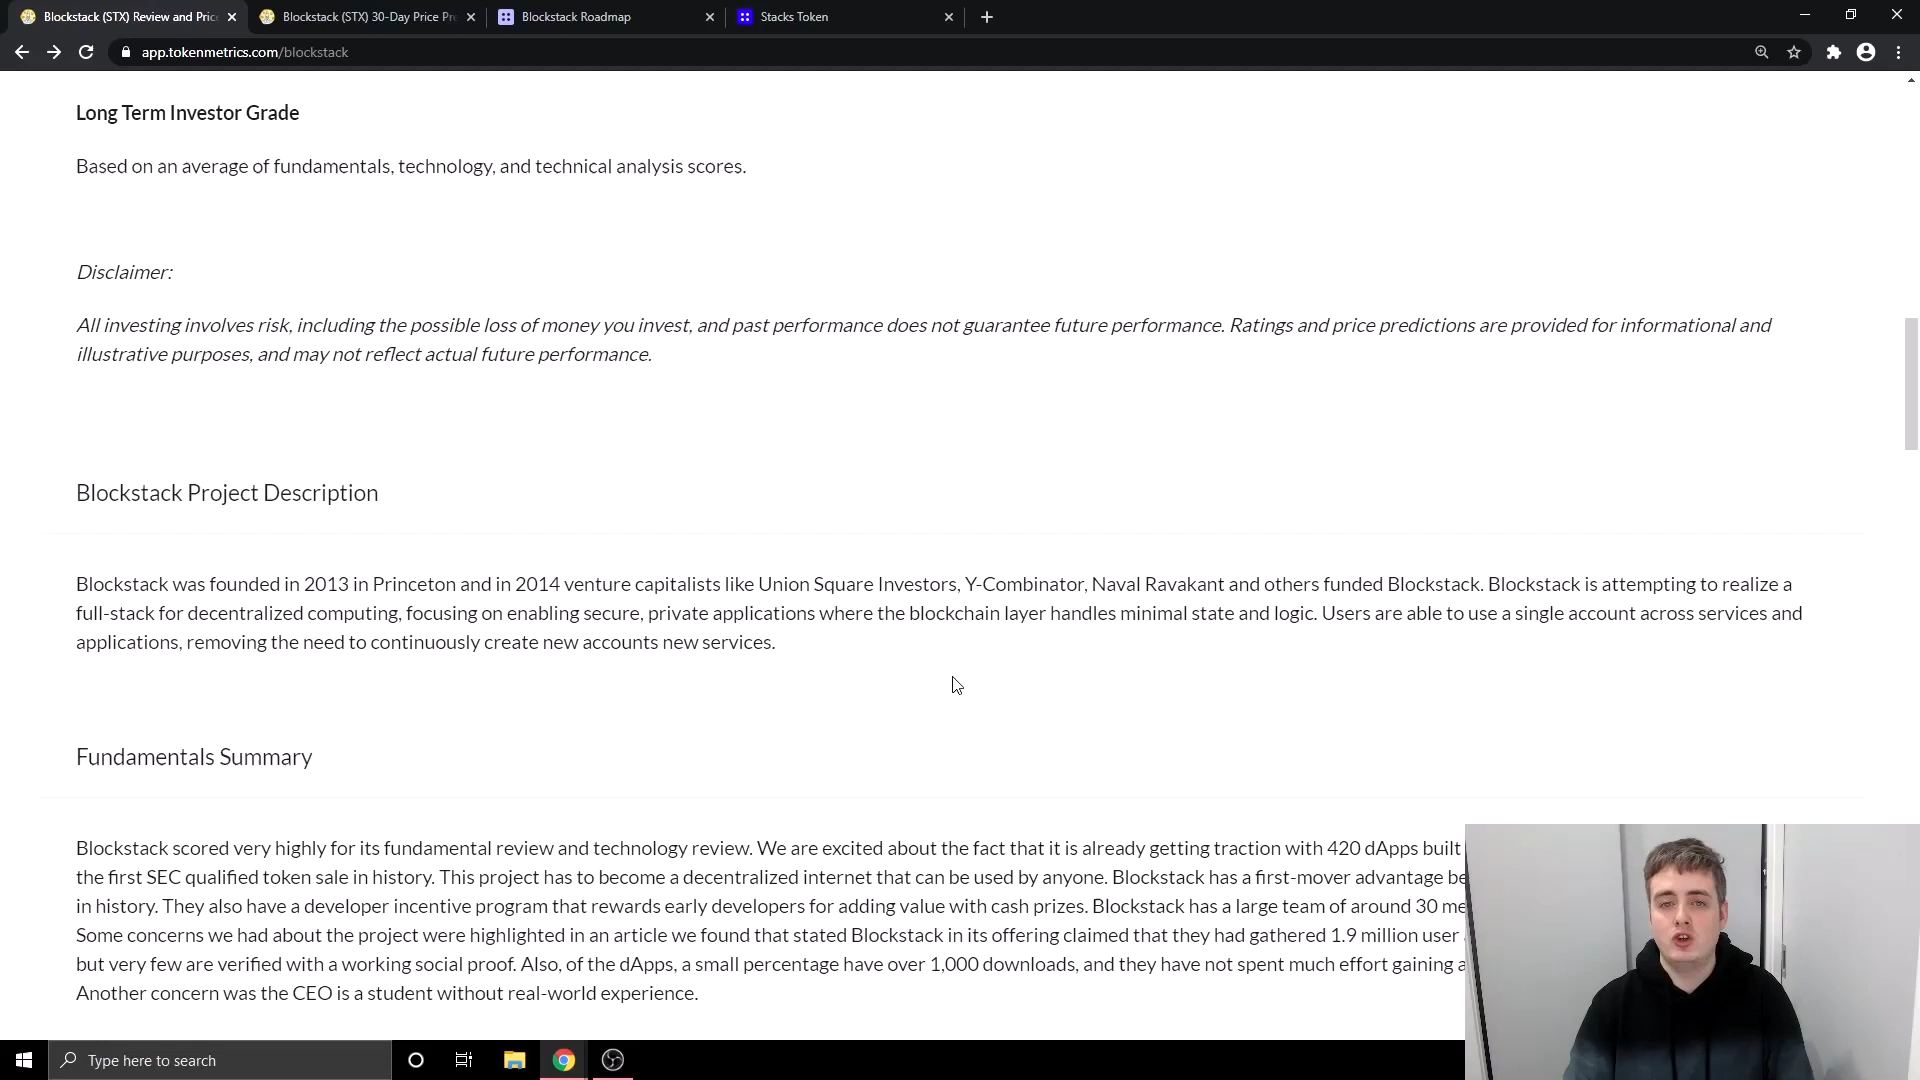 Blockstack (STX) Review and Pric
Blockstack (STX) 30-Day Price Pre
Blockstack Roadmap
Stacks Token
app.tokenmetrics.com/blockstack
Long Term Investor Grade
Based on an average of fundamentals, technology, and technical analysis scores.
Disclaimer:
All investing involves risk, including the possible loss of money you invest, and past performance does not guarantee future performance. Ratings and price predictions are provided for informational and
illustrative purposes, and may not reflect actual future performance.
Blockstack Project Description
Blockstack was founded in 2013 in Princeton and in 2014 venture capitalists like Union Square Investors, Y-Combinator, Naval Ravakant and others funded Blockstack. Blockstack is attempting to realize a
full-stack for decentralized computing, focusing on enabling secure, private applications where the blockchain layer handles minimal state and logic. Users are able to use a single account across services and
applications, removing the need to continuously create new accounts new services.
Fundamentals Summary
Blockstack scored very highly for its fundamental review and technology review. We are excited about the fact that it is already getting traction with 420 dApps built
the first SEC qualified token sale in history. This project has to become a decentralized internet that can be used by anyone. Blockstack has a first-mover advantage be
in history. They also have a developer incentive program that rewards early developers for adding value with cash prizes. Blockstack has a large team of around 30 me
Some concerns we had about the project were highlighted in an article we found that stated Blockstack in its offering claimed that they had gathered 1.9 million user
but very few are verified with a working social proof. Also, of the dApps, a small percentage have over 1,000 downloads, and they have not spent much effort gaining a
Another concern was the CEO is a student without real-world experience.
Type here to search